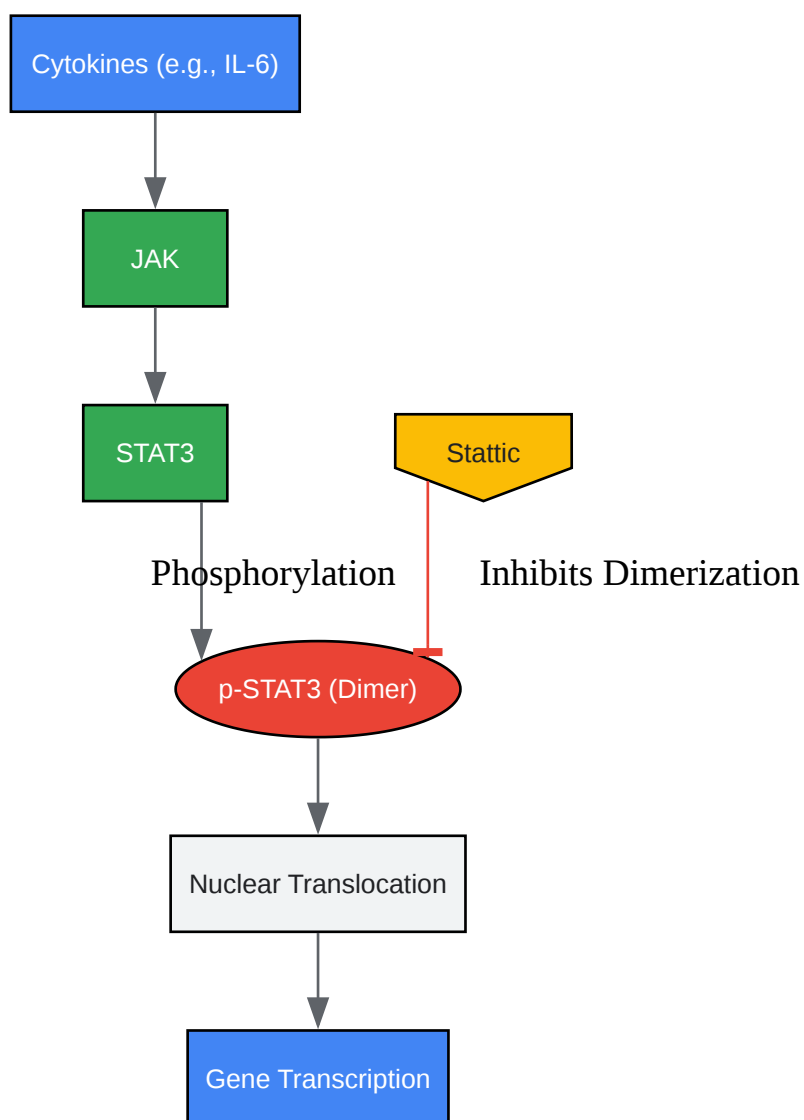 Cytokines (e.g., IL-6)
JAK
STAT3
Stattic
Phosphorylation
Inhibits Dimerization
p-STAT3 (Dimer)
Nuclear Translocation
Gene Transcription